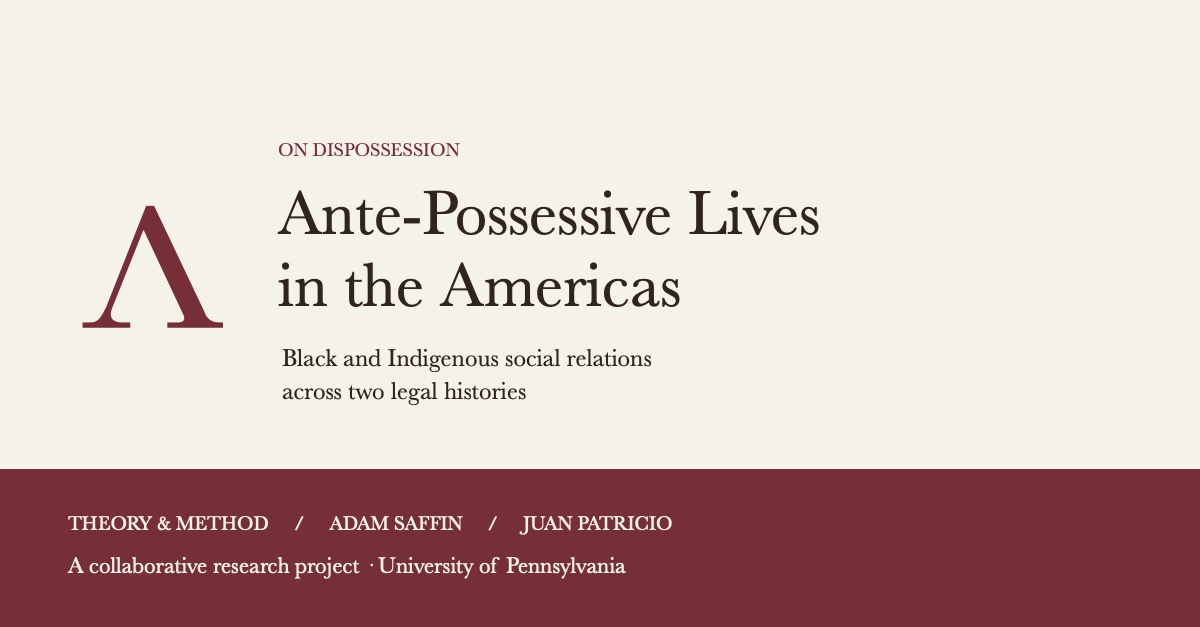 ON DISPOSSESSION
Λ
Ante-Possessive Lives
in the Americas
Black and Indigenous social relations
across two legal histories
THEORY & METHOD / ADAM SAFFIN / JUAN PATRICIO
A collaborative research project · University of Pennsylvania